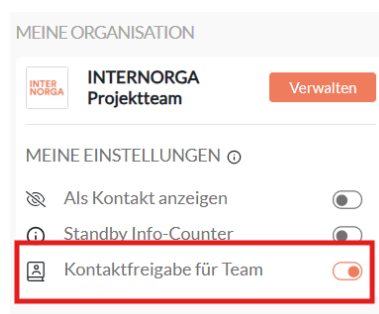 MEINE ORGANISATION
INTER
NORGA
INTERNORGA
Projektteam
Verwalten
MEINE EINSTELLUNGEN
Als Kontakt anzeigen
Standby Info-Counter
Kontaktfreigabe für Team